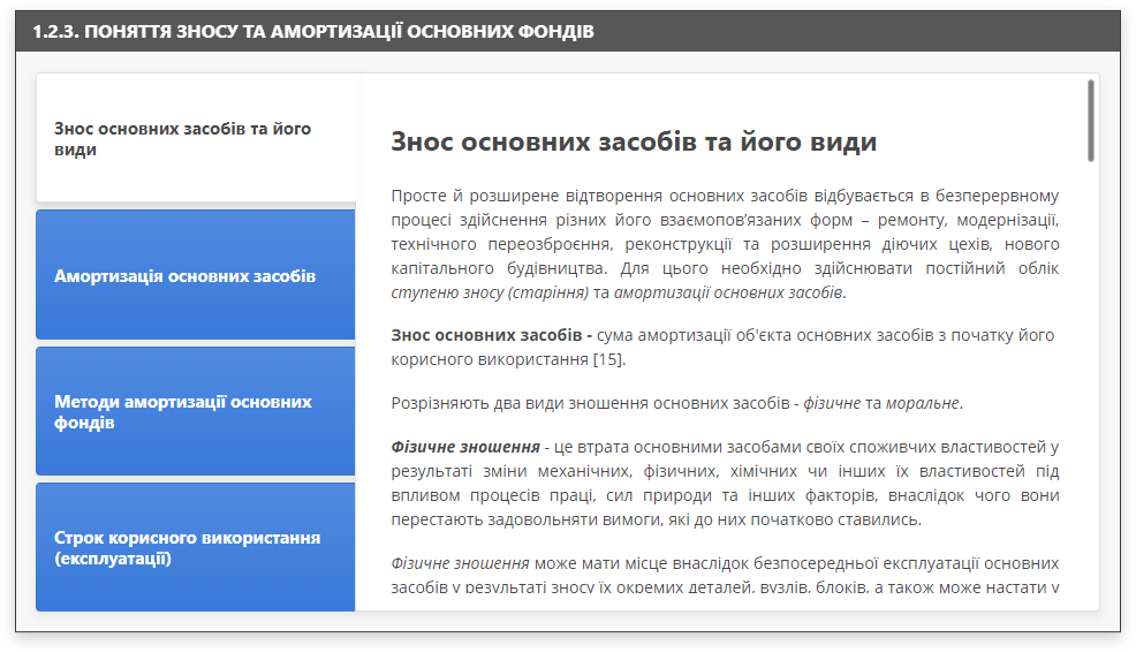 1.2.3. ПОНЯТТЯ ЗНОСУ ТА АМОРТИЗАЦІЇ ОСНОВНИХ ФОНДІВ
Знос основних засобів та його
види
Амортизація основних засобів
Методи амортизації основних
фондів
Строк корисного використання
(експлуатації)
Знос основних засобів та його види
Просте й розширене відтворення основних засобів відбувається в безперервному
процесі здійснення різних його взаємопов’язаних форм – ремонту, модернізації,
технічного переозброєння, реконструкції та розширення діючих цехів, нового
капітального будівництва. Для цього необхідно здійснювати постійний облік
ступеню зносу (старіння) та амортизації основних засобів.
Знос основних засобів - сума амортизації об'єкта основних засобів з початку його
корисного використання [15].
Розрізняють два види зношення основних засобів - фізичне та моральне.
Фізичне зношення - це втрата основними засобами своїх споживчих властивостей у
результаті зміни механічних, фізичних, хімічних чи інших їх властивостей під
впливом процесів праці, сил природи та інших факторів, внаслідок чого вони
перестають задовольняти вимоги, які до них початково ставились.
Фізичне зношення може мати місце внаслідок безпосередньої експлуатації основних
засобів у результаті зносу їх окремих деталей, вузлів, блоків, а також може настати у